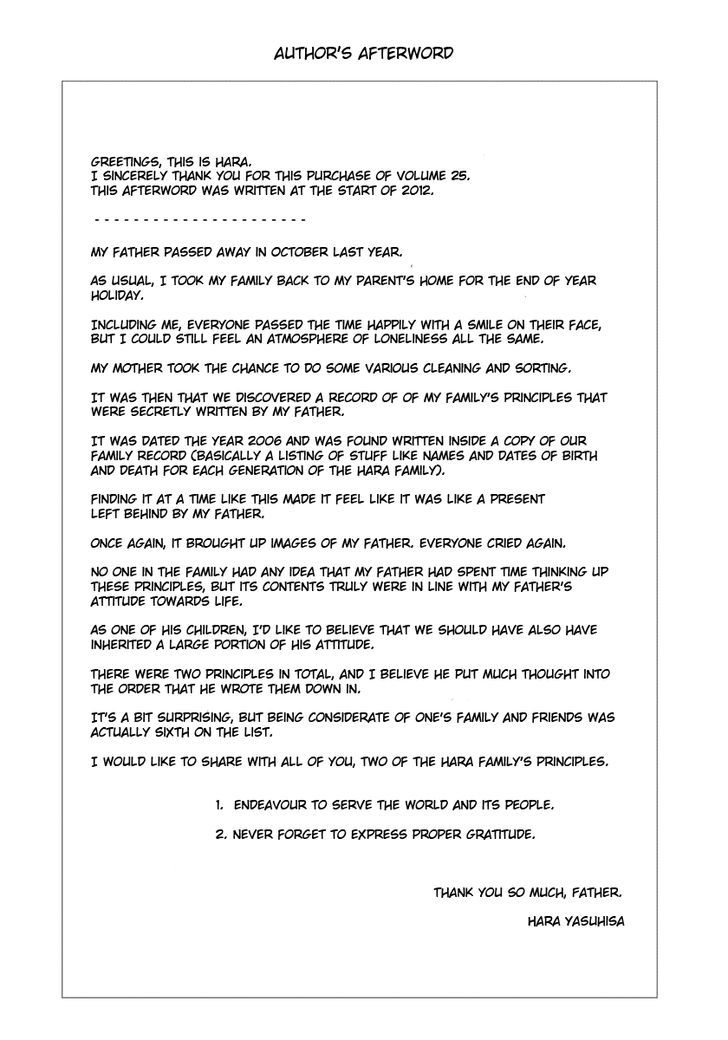 AUTHOR'S AFTERWORD
GREETINGS, THIS IS HARA.
I SINCERELY THANK YOU FOR THIS PURCHASE OF VOLUME 25.
THIS AFTERWORD WAS WRITTEN AT THE START OF 2012.
- - - - - - - - - - - - - - - - - - - - - -
MY FATHER PASSED AWAY IN OCTOBER LAST YEAR.
AS USUAL, I TOOK MY FAMILY BACK TO MY PARENT'S HOME FOR THE END OF YEAR
HOLIDAY.
INCLUDING ME, EVERYONE PASSED THE TIME HAPPILY WITH A SMILE ON THEIR FACE,
BUT I COULD STILL FEEL AN ATMOSPHERE OF LONELINESS ALL THE SAME.
MY MOTHER TOOK THE CHANCE TO DO SOME VARIOUS CLEANING AND SORTING.
IT WAS THEN THAT WE DISCOVERED A RECORD OF OF MY FAMILY'S PRINCIPLES THAT
WERE SECRETLY WRITTEN BY MY FATHER.
IT WAS DATED THE YEAR 2006 AND WAS FOUND WRITTEN INSIDE A COPY OF OUR
FAMILY RECORD (BASICALLY A LISTING OF STUFF LIKE NAMES AND DATES OF BIRTH
AND DEATH FOR EACH GENERATION OF THE HARA FAMILY).
FINDING IT AT A TIME LIKE THIS MADE IT FEEL LIKE IT WAS LIKE A PRESENT
LEFT BEHIND BY MY FATHER.
ONCE AGAIN, IT BROUGHT UP IMAGES OF MY FATHER. EVERYONE CRIED AGAIN.
NO ONE IN THE FAMILY HAD ANY IDEA THAT MY FATHER HAD SPENT TIME THINKING UP
THESE PRINCIPLES, BUT ITS CONTENTS TRULY WERE IN LINE WITH MY FATHER'S
ATTITUDE TOWARDS LIFE.
AS ONE OF HIS CHILDREN, I'D LIKE TO BELIEVE THAT WE SHOULD HAVE ALSO HAVE
INHERITED A LARGE PORTION OF HIS ATTITUDE.
THERE WERE TWO PRINCIPLES IN TOTAL, AND I BELIEVE HE PUT MUCH THOUGHT INTO
THE ORDER THAT HE WROTE THEM DOWN IN.
IT'S A BIT SURPRISING, BUT BEING CONSIDERATE OF ONE'S FAMILY AND FRIENDS WAS
ACTUALLY SIXTH ON THE LIST.
I WOULD LIKE TO SHARE WITH ALL OF YOU, TWO OF THE HARA FAMILY'S PRINCIPLES.
1. ENDEAVOUR TO SERVE THE WORLD AND ITS PEOPLE.
2. NEVER FORGET TO EXPRESS PROPER GRATITUDE.
THANK YOU SO MUCH, FATHER.
HARA YASUHISA